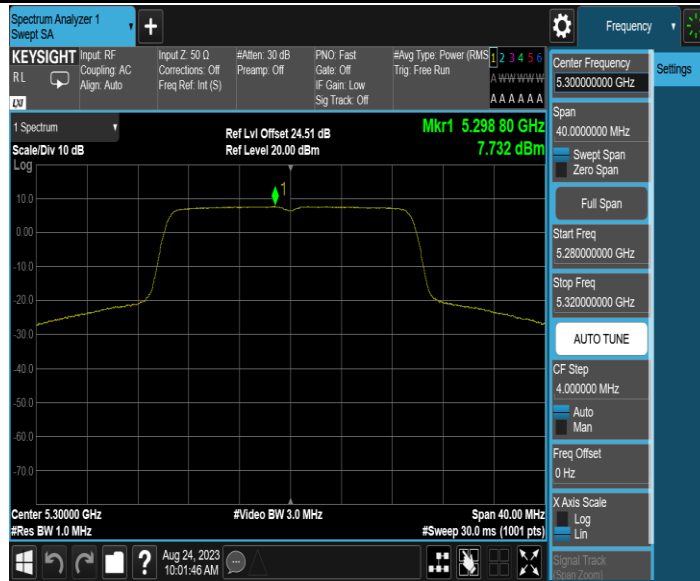 Spectrum Analyzer 1
Swept SA
+
Frequency
KEYSIGHT
RL
LXI
Input: RF
Coupling: AC
Align: Auto
Input Z: 50 Ω
Corrections: Off
Freq Ref: Int (S)
#Atten: 30 dB
Preamp: Off
PNO: Fast
Gate: Off
IF Gain: Low
Sig Track: Off
#Avg Type: Power (RMS
Trig: Free Run
1 2 3 4 5 6
A W W W W W
A A A A A A
1 Spectrum
Scale/Div 10 dB
Log
Ref Lvl Offset 24.51 dB
Ref Level 20.00 dBm
Mkr1 5.298 80 GHz
7.732 dBm
1
10.0
0.00
-10.0
-20.0
-30.0
-40.0
-50.0
-60.0
-70.0
Center 5.30000 GHz
#Res BW 1.0 MHz
#Video BW 3.0 MHz
Span 40.00 MHz
#Sweep 30.0 ms (1001 pts)
?
Aug 24, 2023
10:01:46 AM
Center Frequency
5.300000000 GHz
Settings
Span
40.0000000 MHz
Swept Span
Zero Span
Full Span
Start Freq
5.280000000 GHz
Stop Freq
5.320000000 GHz
AUTO TUNE
CF Step
4.000000 MHz
Auto
Man
Freq Offset
0 Hz
X Axis Scale
Log
Lin
Signal Track
(Span Zoom)